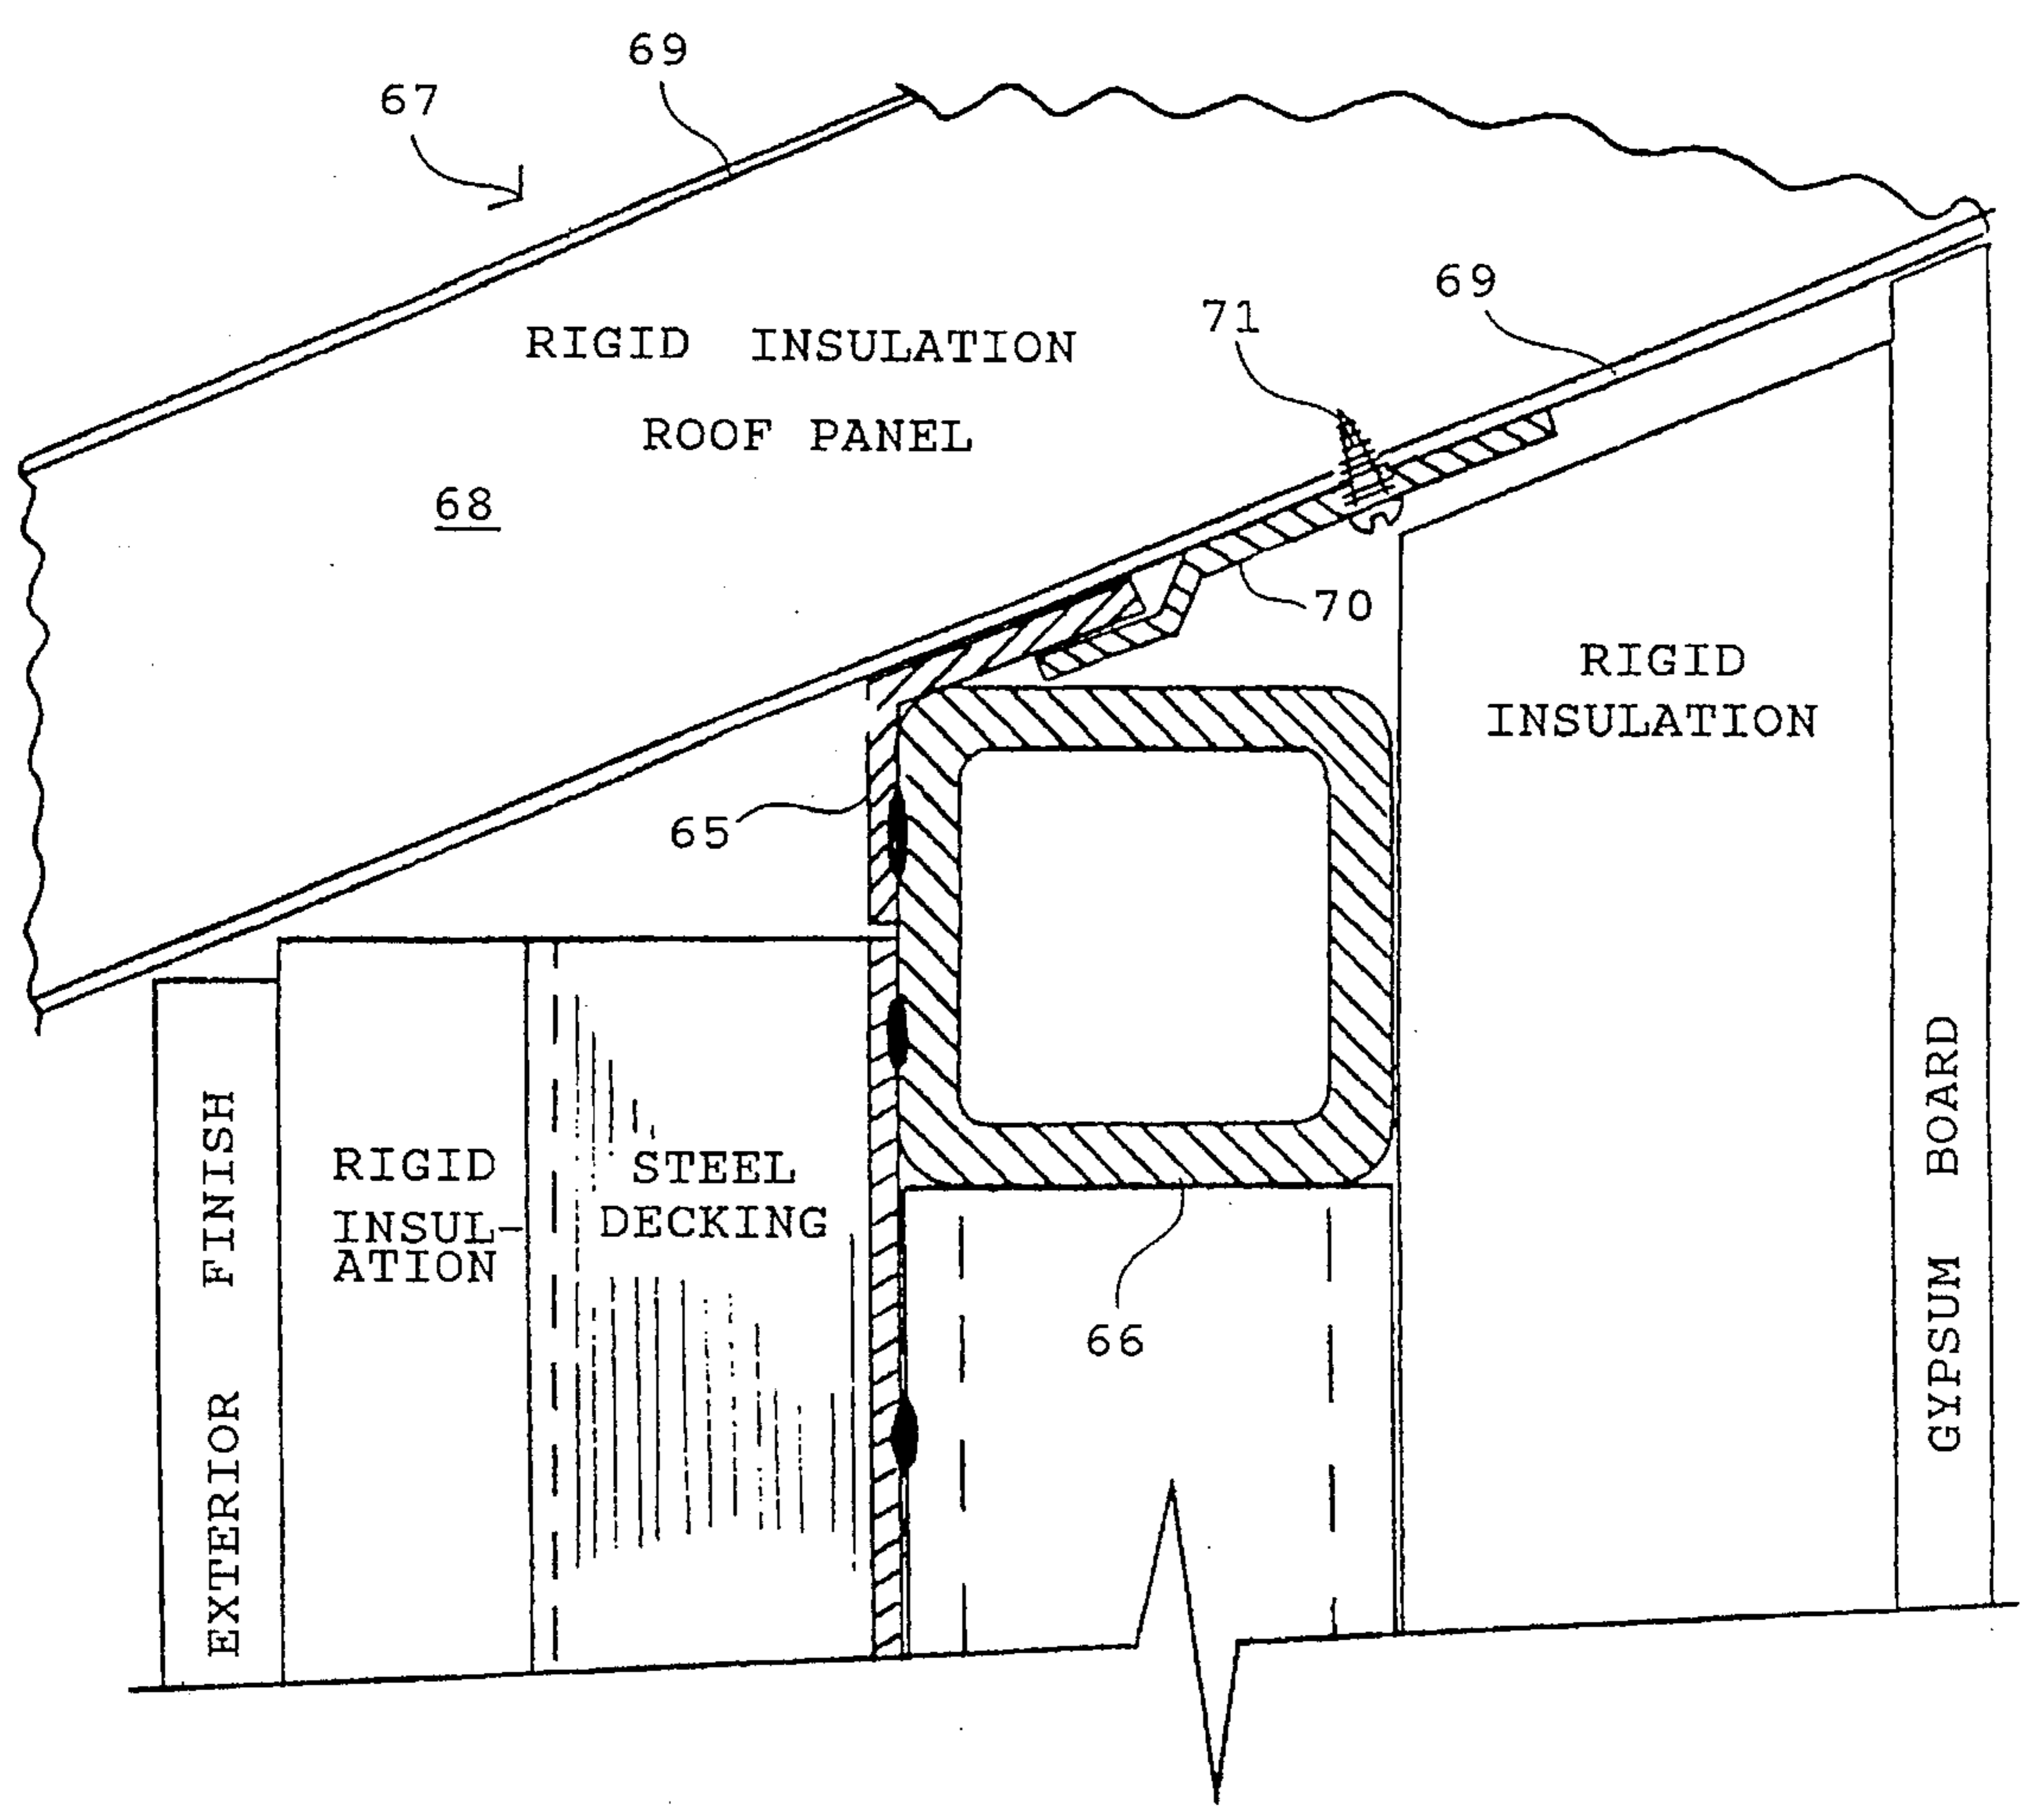 69
67
69
71
RIGID INSULATION
ROOF PANEL
68
70
RIGID
INSULATION
65
RIGID
INSUL-
ATION
STEEL
DECKING
EXTERIOR FINISH
66
GYPSUM BOARD